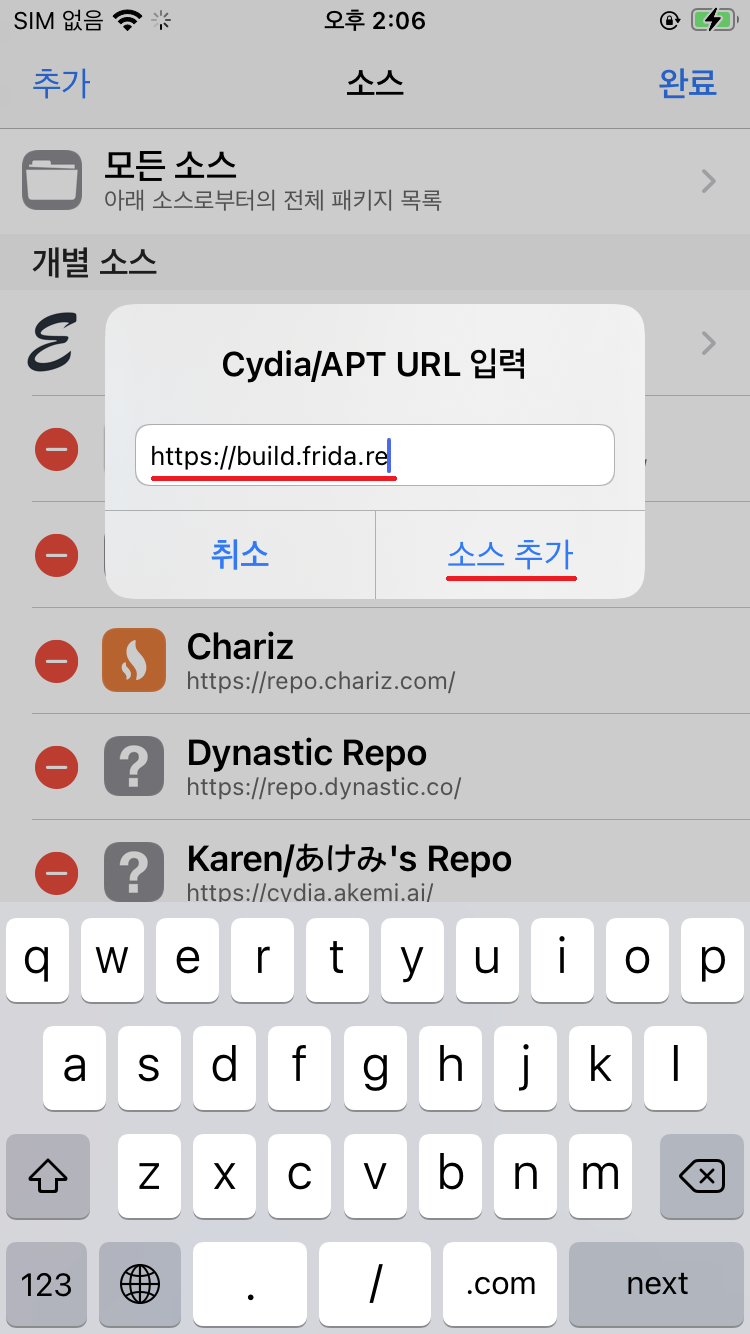 SIM 없음
오후 2:06
추가
소스
완료
모든 소스
아래 소스로부터의 전체 패키지 목록
개별 소스
Cydia/APT URL 입력
https://build.frida.re
취소
소스 추가
Chariz
https://repo.chariz.com/
Dynastic Repo
https://repo.dynastic.co/
Karen/あけみ's Repo
https://cydia.akemi.ai/
q w e r t y u i o p
a s d f g h j k l
z x c v b n m
123 . / .com next